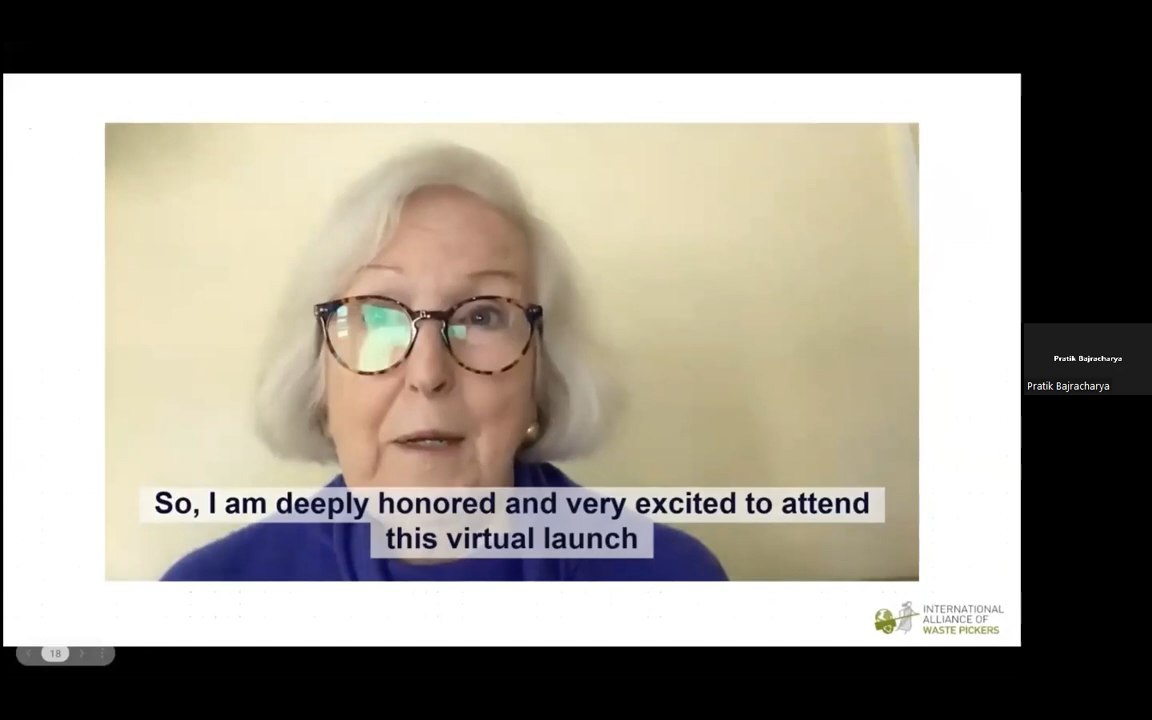 So, I am deeply honored and very excited to attend
this virtual launch
Pratik Bajracharya
Pratik Bajracharya
INTERNATIONAL
ALLIANCE OF
WASTE PICKERS
18